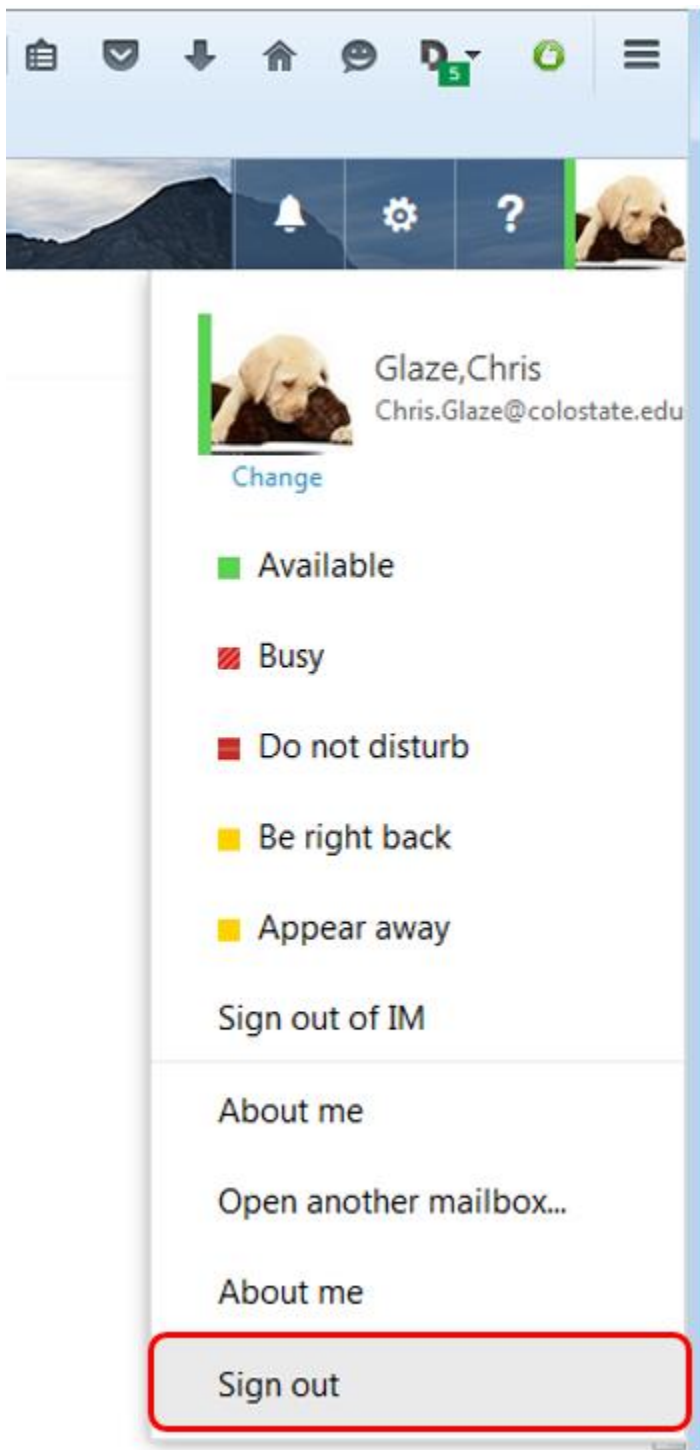 5
?
Glaze,Chris
Chris.Glaze@colostate.edu
Change
Available
Busy
Do not disturb
Be right back
Appear away
Sign out of IM
About me
Open another mailbox...
About me
Sign out